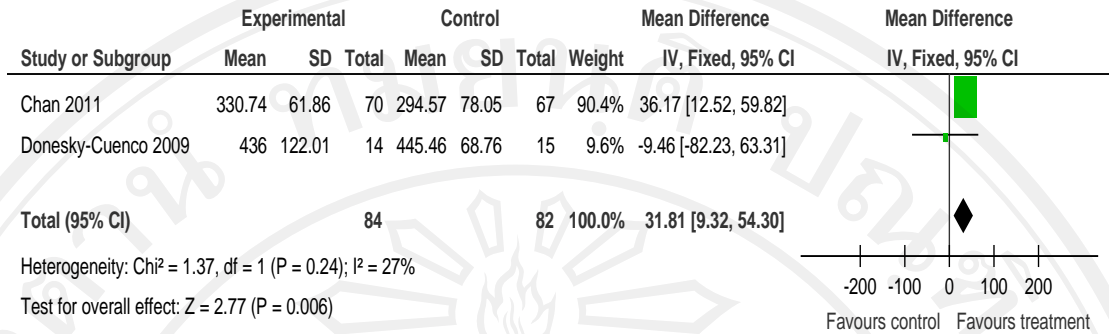 Experimental Control Mean Difference Mean Difference
Study or Subgroup Mean SD Total Mean SD Total Weight IV, Fixed, 95% CI IV, Fixed, 95% CI
Chan 2011 330.74 61.86 70 294.57 78.05 67 90.4% 36.17 [12.52, 59.82]
Donesky-Cuenco 2009 436 122.01 14 445.46 68.76 15 9.6% -9.46 [-82.23, 63.31]
Total (95% CI) 84 82 100.0% 31.81 [9.32, 54.30]
Heterogeneity: Chi² = 1.37, df = 1 (P = 0.24); I² = 27%
Test for overall effect: Z = 2.77 (P = 0.006)
-200 -100 0 100 200
Favours control Favours treatment